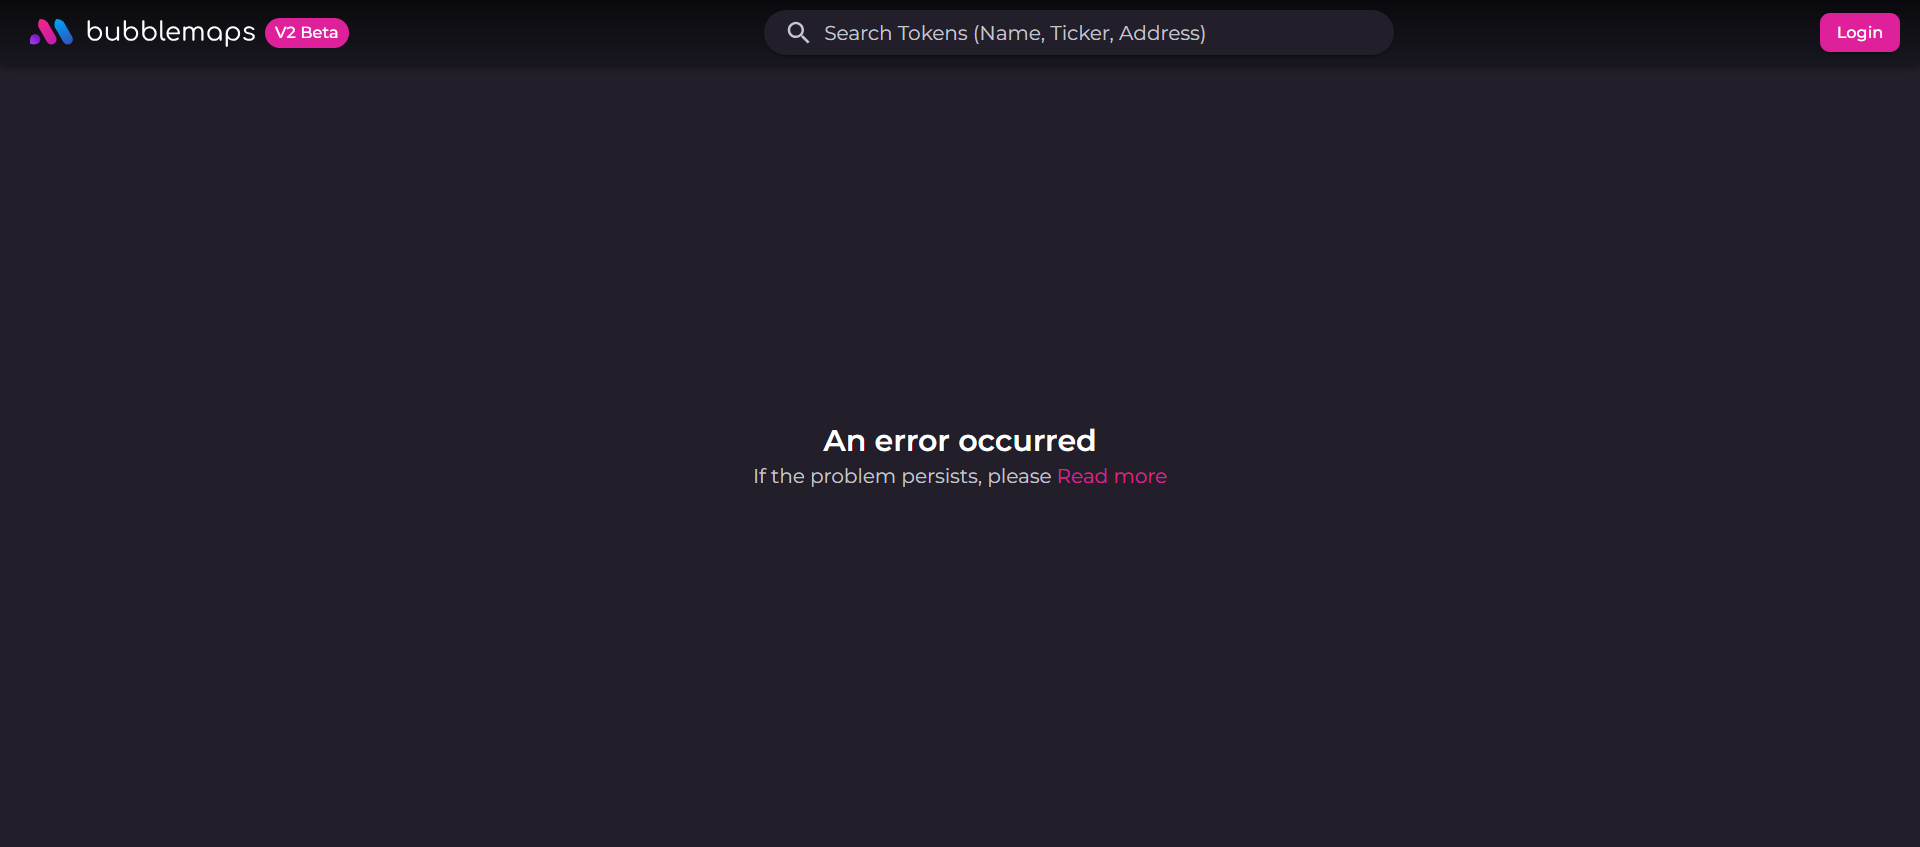 bubblemaps V2 Beta
Search Tokens (Name, Ticker, Address)
Login
An error occurred
If the problem persists, please Read more